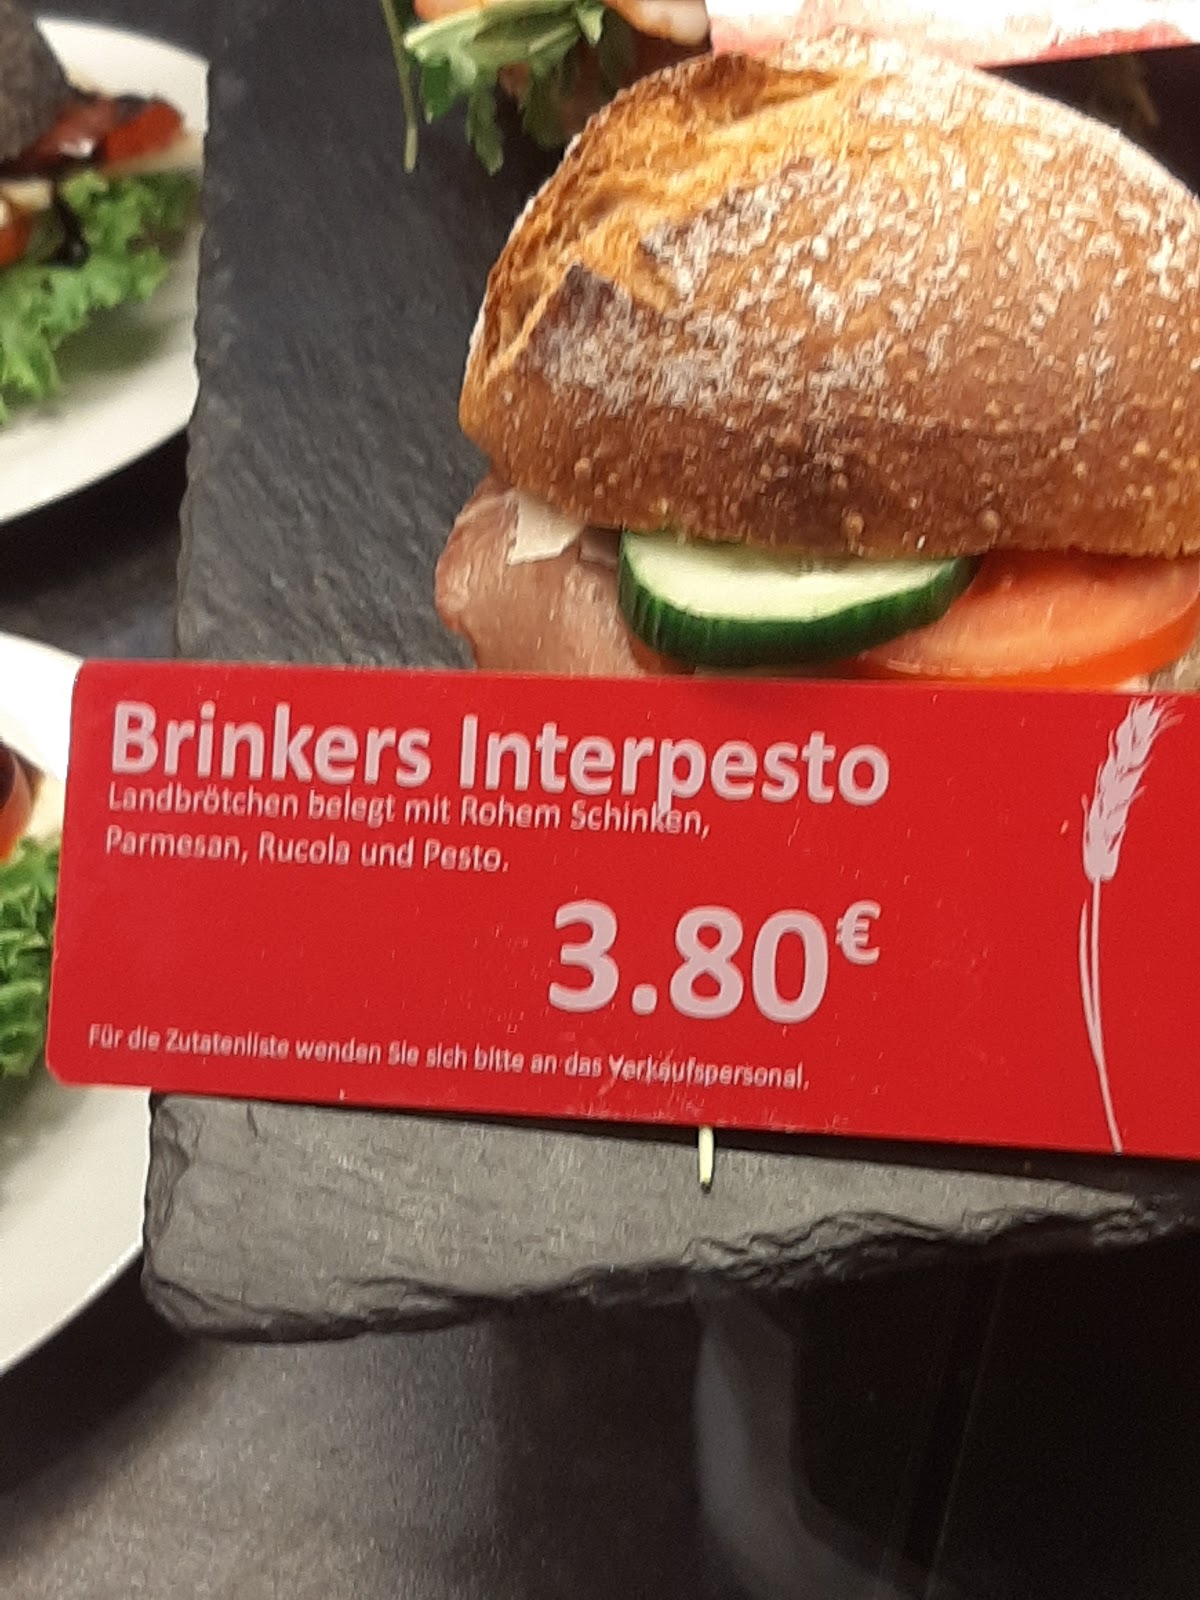 Brinkers Interpesto
Landbrötchen belegt mit Rohem Schinken,
Parmesan, Rucola und Pesto.
3.80€
Für die Zutatenliste wenden Sie sich bitte an das Verkaufspersonal.